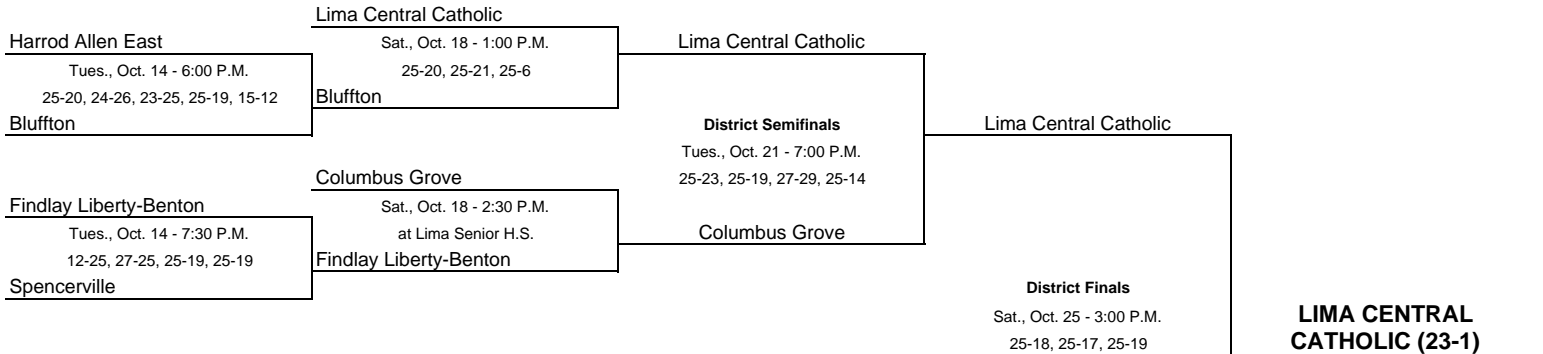 Lima Central Catholic
Harrod Allen East
Sat., Oct. 18 - 1:00 P.M.
Lima Central Catholic
Tues., Oct. 14 - 6:00 P.M.
25-20, 25-21, 25-6
25-20, 24-26, 23-25, 25-19, 15-12
Bluffton
Bluffton
District Semifinals
Lima Central Catholic
Tues., Oct. 21 - 7:00 P.M.
Columbus Grove
25-23, 25-19, 27-29, 25-14
Findlay Liberty-Benton
Sat., Oct. 18 - 2:30 P.M.
Tues., Oct. 14 - 7:30 P.M.
at Lima Senior H.S.
Columbus Grove
12-25, 27-25, 25-19, 25-19
Findlay Liberty-Benton
Spencerville
District Finals
Sat., Oct. 25 - 3:00 P.M.
25-18, 25-17, 25-19
LIMA CENTRAL
CATHOLIC (23-1)